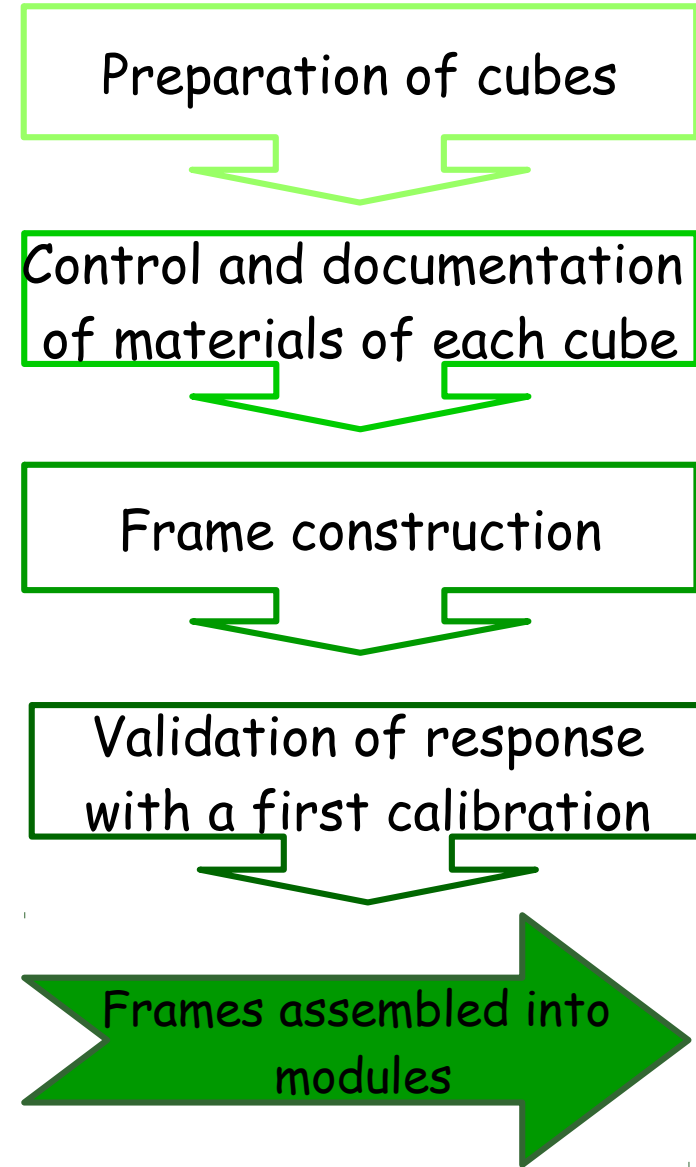 Preparation of cubes
Control and documentation
of materials of each cube
Frame construction
Validation of response
with a first calibration
Frames assembled into
modules